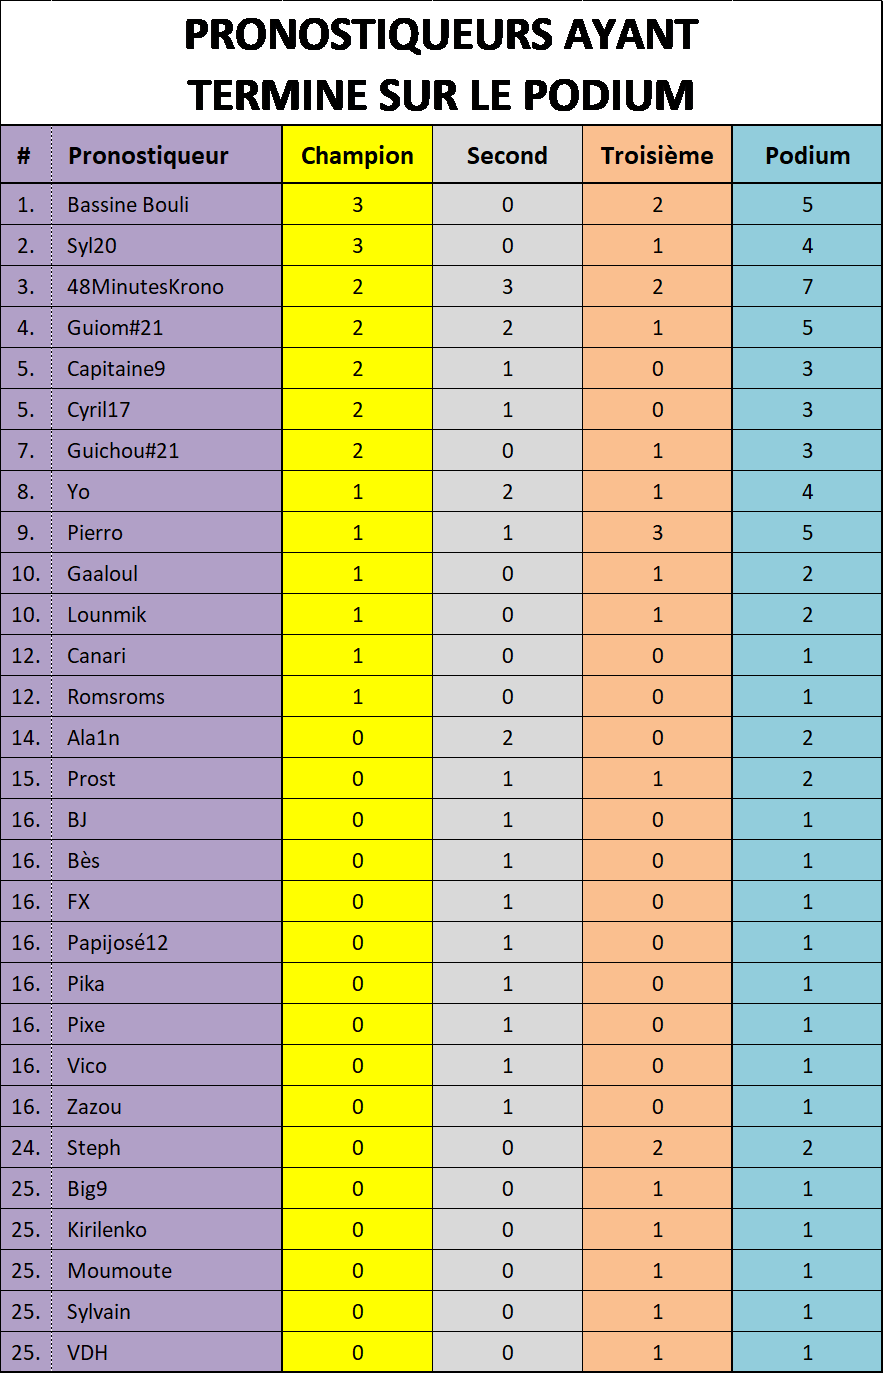 PRONOSTIQUEURS AYANT
TERMINE SUR LE PODIUM
# Pronostiqueur Champion Second Troisième Podium
1. Bassine Bouli 3 0 2 5
2. Syl20 3 0 1 4
3. 48MinutesKrono 2 3 2 7
4. Guiom#21 2 2 1 5
5. Capitaine9 2 1 0 3
5. Cyril17 2 1 0 3
7. Guichou#21 2 0 1 3
8. Yo 1 2 1 4
9. Pierro 1 1 3 5
10. Gaaloul 1 0 1 2
10. Lounmik 1 0 1 2
12. Canari 1 0 0 1
12. Romsroms 1 0 0 1
14. Ala1n 0 2 0 2
15. Prost 0 1 1 2
16. BJ 0 1 0 1
16. Bès 0 1 0 1
16. FX 0 1 0 1
16. Papijosé12 0 1 0 1
16. Pika 0 1 0 1
16. Pixe 0 1 0 1
16. Vico 0 1 0 1
16. Zazou 0 1 0 1
24. Steph 0 0 2 2
25. Big9 0 0 1 1
25. Kirilenko 0 0 1 1
25. Moumoute 0 0 1 1
25. Sylvain 0 0 1 1
25. VDH 0 0 1 1